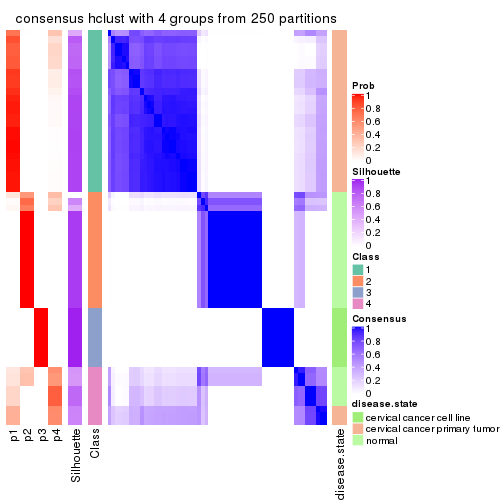 consensus hclust with 4 groups from 250 partitions
Prob
1
0.8
0.6
0.4
0.2
0
Silhouette
1
0.8
0.6
0.4
0.2
0
Class
1
2
3
4
Consensus
1
0.8
0.6
0.4
0.2
0
disease.state
cervical cancer cell line
cervical cancer primary tumor
normal
p1
p2
p3
p4
Silhouette
Class
disease.state